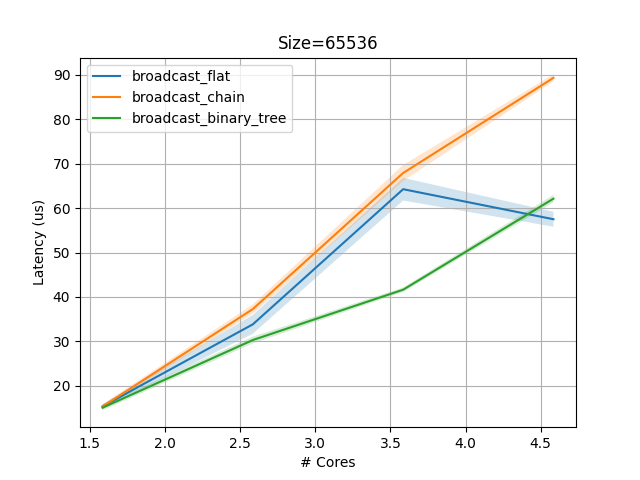 Size=65536
broadcast_flat
broadcast_chain
broadcast_binary_tree
Latency (us)
90
80
70
60
50
40
30
20
1.5 2.0 2.5 3.0 3.5 4.0 4.5
# Cores